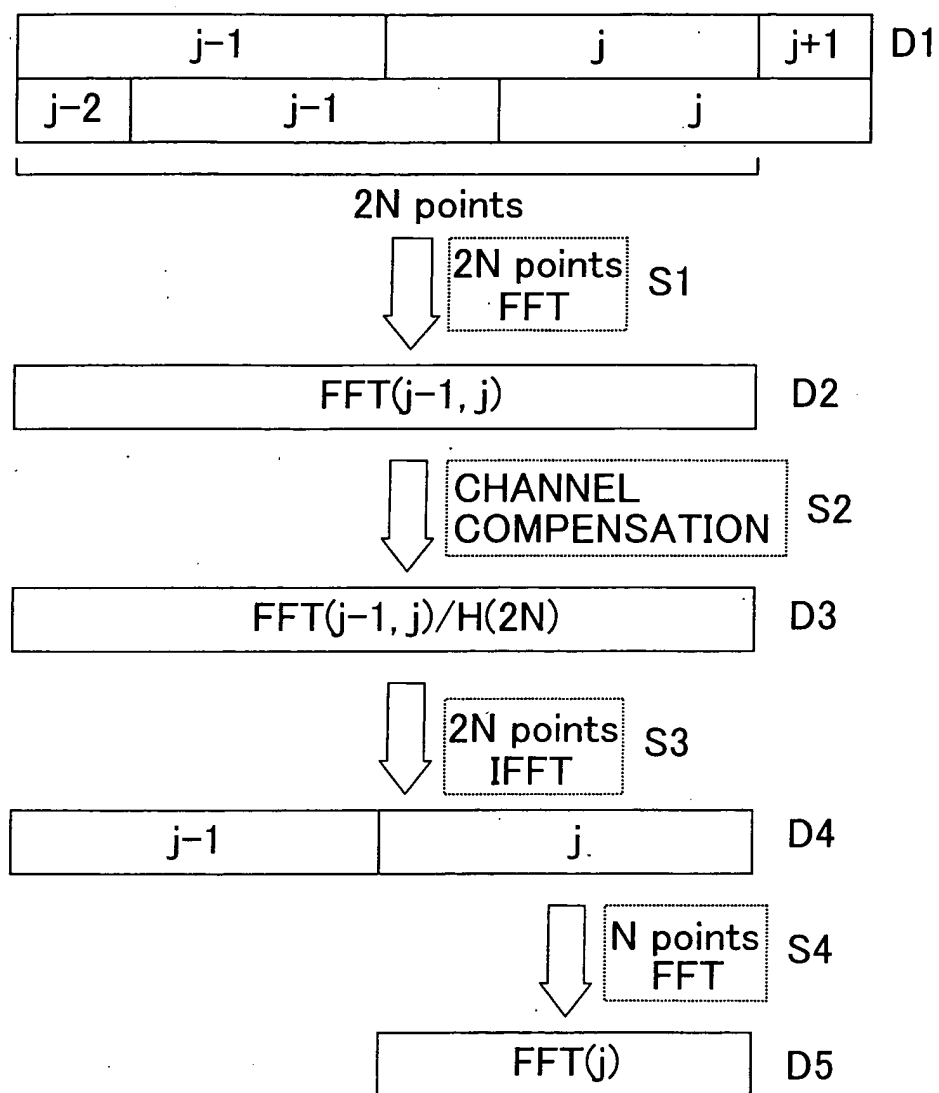 j-1 j j+1 D1
j-2 j-1 j
2N points
2N points
FFT
S1
FFT(j-1, j) D2
CHANNEL
COMPENSATION
S2
FFT(j-1, j)/H(2N) D3
2N points
IFFT
S3
j-1 j D4
N points
FFT
S4
FFT(j) D5